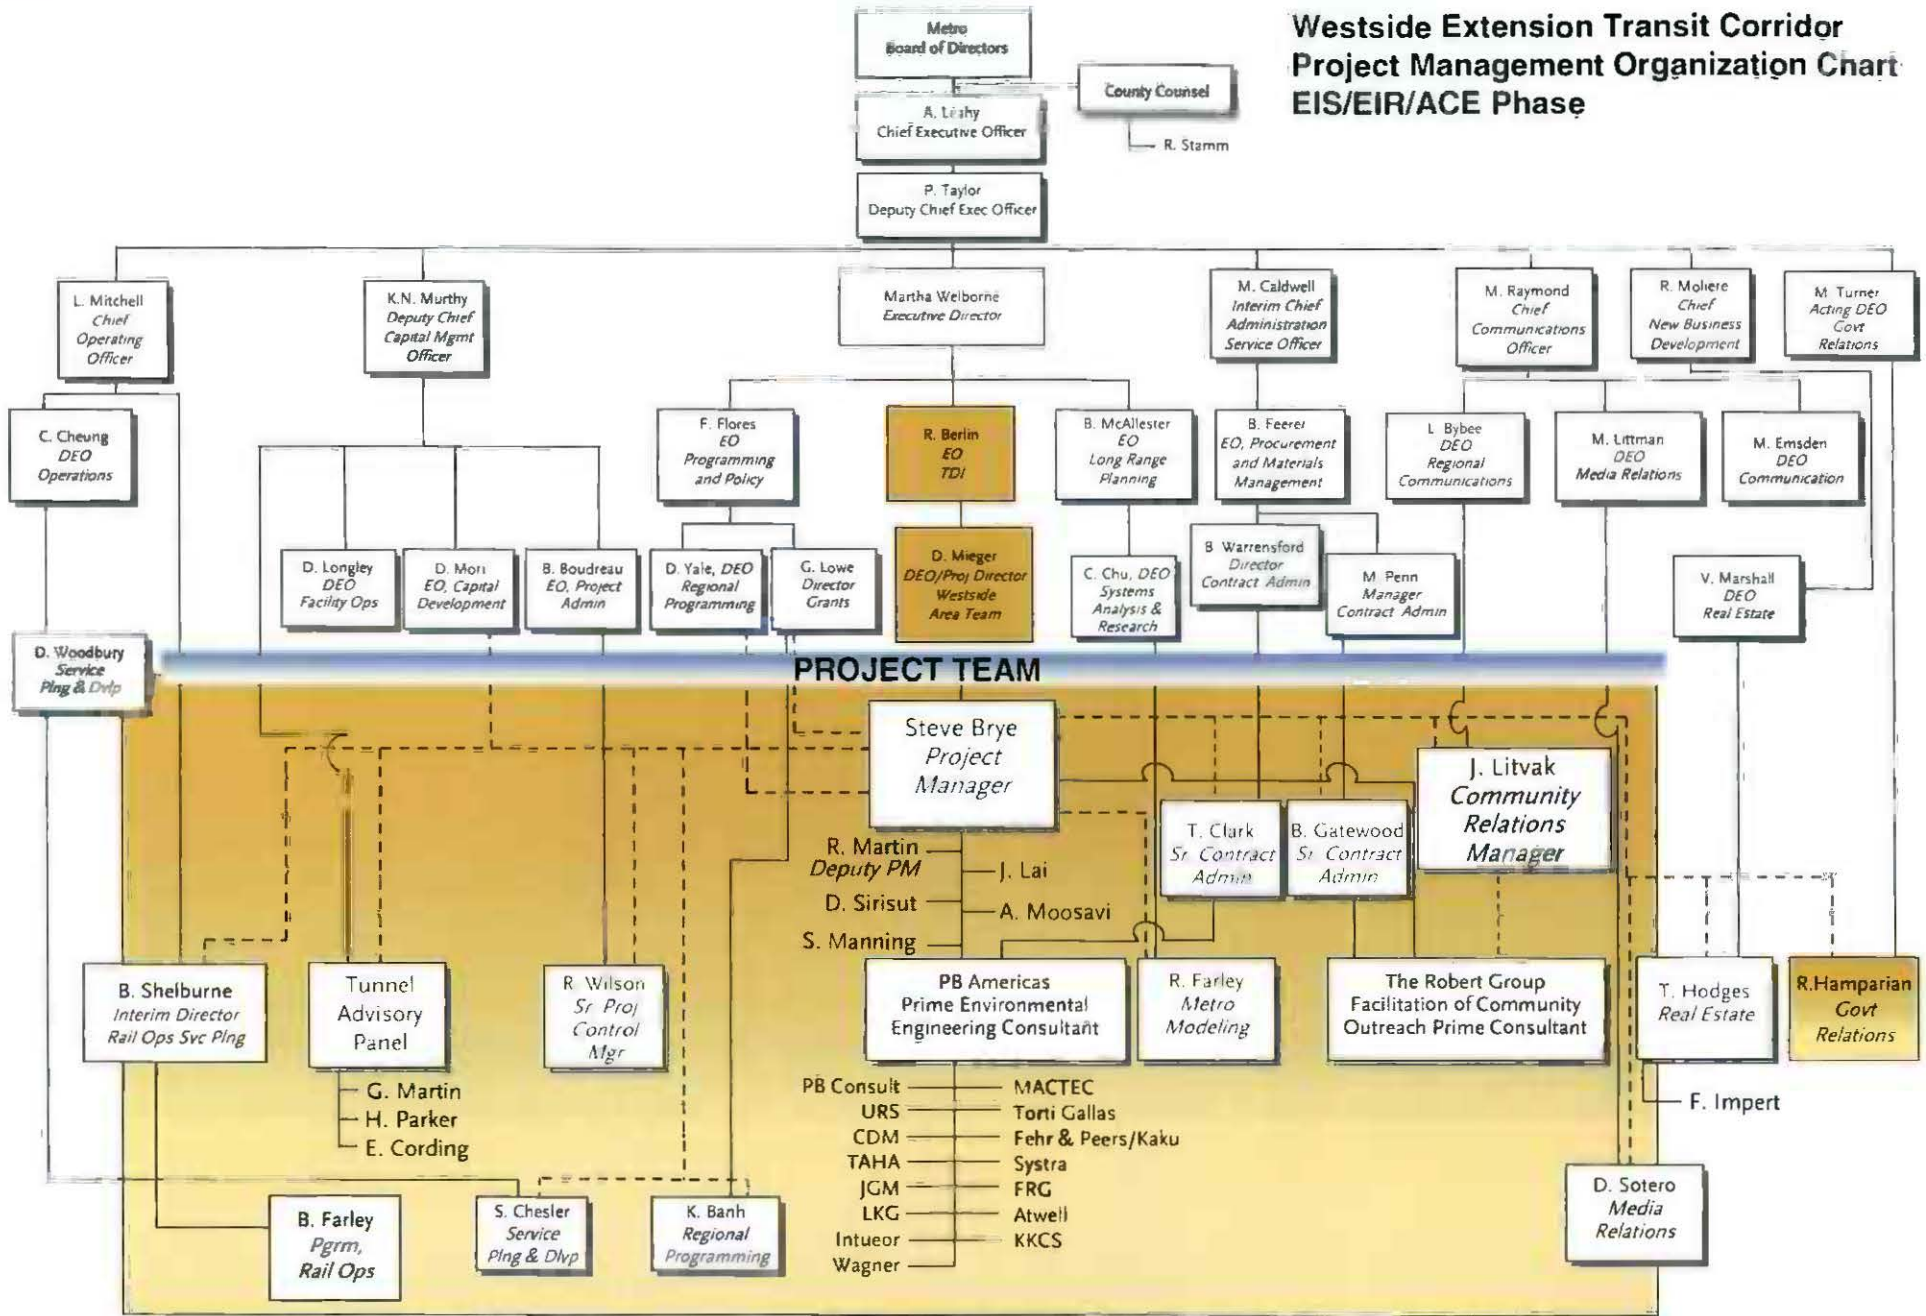 Westside Extension Transit Corridor
Project Management Organization Chart
EIS/EIR/ACE Phase
Metro
Board of Directors
County Counsel
R. Stamm
A. Leahy
Chief Executive Officer
P. Taylor
Deputy Chief Exec Officer
L. Mitchell
Chief
Operating
Officer
K.N. Murthy
Deputy Chief
Capital Mgmt
Officer
Martha Welborne
Executive Director
M. Caldwell
Interim Chief
Administration
Service Officer
M. Raymond
Chief
Communications
Officer
R. Moliere
Chief
New Business
Development
M. Turner
Acting DEO
Govt
Relations
C. Cheung
DEO
Operations
F. Flores
EO
Programming
and Policy
R. Berlin
EO
TDI
B. McAllester
EO
Long Range
Planning
B. Feerer
EO, Procurement
and Materials
Management
L. Bybee
DEO
Regional
Communications
M. Littman
DEO
Media Relations
M. Emsden
DEO
Communication
D. Longley
DEO
Facility Ops
D. Mori
EO, Capital
Development
B. Boudreau
EO, Project
Admin
D. Yale, DEO
Regional
Programming
G. Lowe
Director
Grants
D. Mieger
DEO/Proj Director
Westside
Area Team
C. Chu, DEO
Systems
Analysis &
Research
B Warrensford
Director
Contract Admin
M. Penn
Manager
Contract Admin
V. Marshall
DEO
Real Estate
D. Woodbury
Service
Plng & Dvlp
PROJECT TEAM
Steve Brye
Project
Manager
R. Martin
Deputy PM
J. Lai
D. Sirisut
A. Moosavi
S. Manning
T. Clark
Sr. Contract
Admin
B. Gatewood
Sr. Contract
Admin
J. Litvak
Community
Relations
Manager
B. Shelburne
Interim Director
Rail Ops Svc Plng
Tunnel
Advisory
Panel
G. Martin
H. Parker
E. Cording
R. Wilson
Sr Proj
Control
Mgr
PB Americas
Prime Environmental
Engineering Consultant
R. Farley
Metro
Modeling
The Robert Group
Facilitation of Community
Outreach Prime Consultant
T. Hodges
Real Estate
F. Impert
R.Hamparian
Govt
Relations
PB Consult
URS
CDM
TAHA
JGM
LKG
Intueor
Wagner
MACTEC
Torti Gallas
Fehr & Peers/Kaku
Systra
FRG
Atwell
KKCS
B. Farley
Pgrm,
Rail Ops
S. Chesler
Service
Plng & Dlvp
K. Banh
Regional
Programming
D. Sotero
Media
Relations